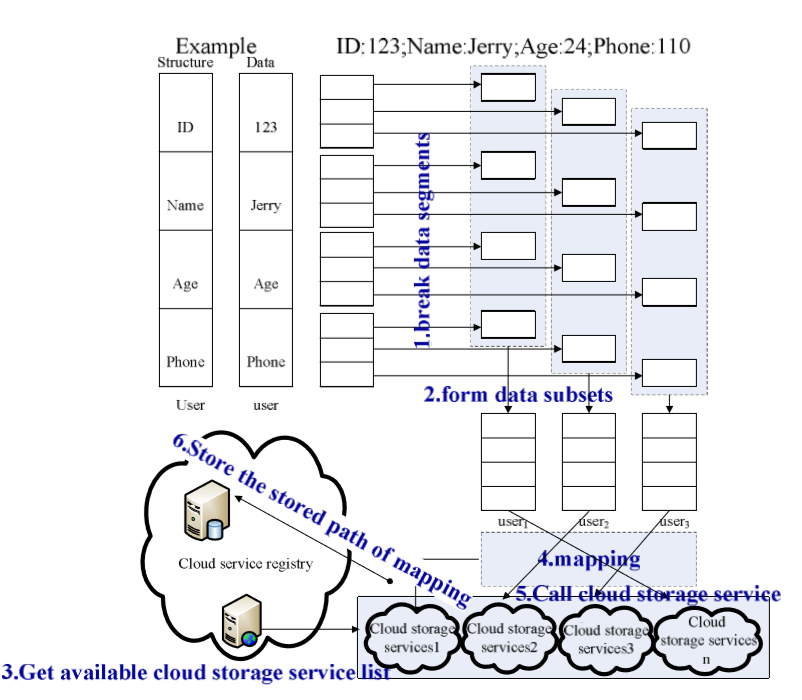 Example
ID:123;Name:Jerry;Age:24;Phone:110
Structure
Data
ID
123
Name
Jerry
Age
Age
Phone
Phone
User
user
1.break data segments
2.form data subsets
user1
user2
user3
6.Store the stored path of mapping
Cloud service registry
4.mapping
5.Call cloud storage service
Cloud storage
services1
Cloud storage
services2
Cloud storage
services3
Cloud
storage services
n
3.Get available cloud storage service list